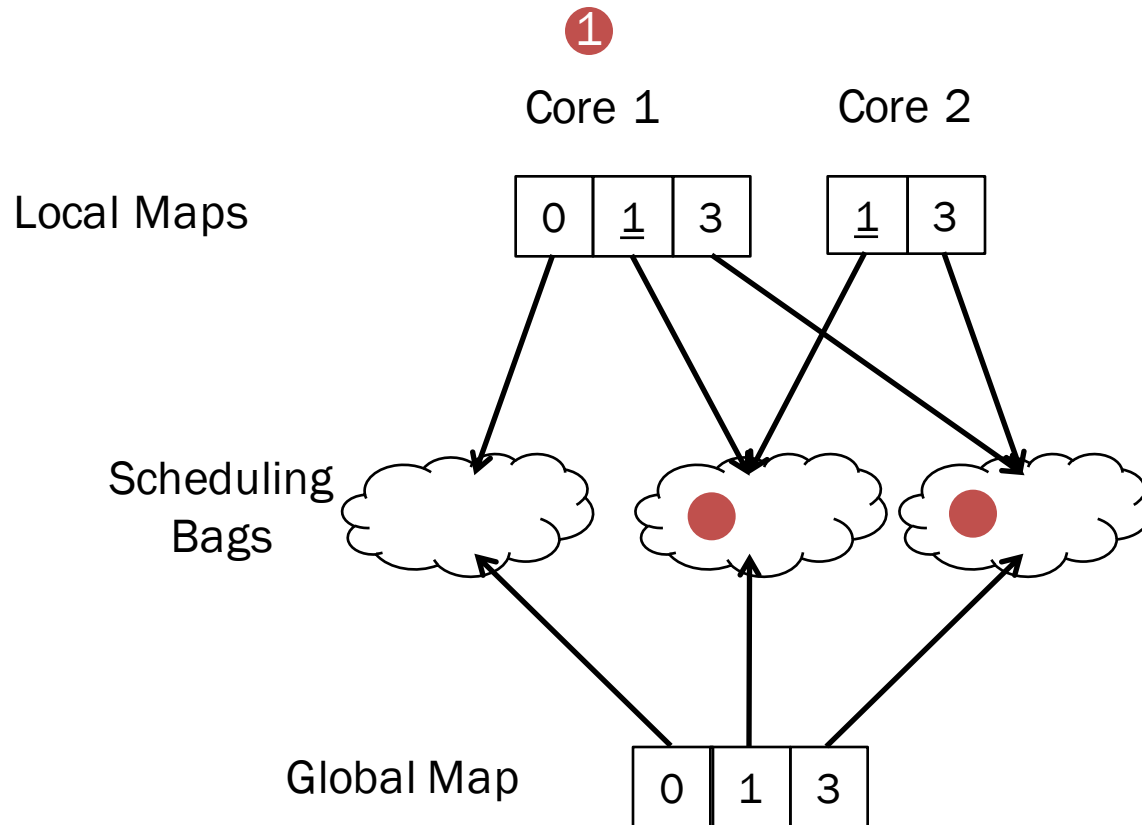 1
Core 1 Core 2
Local Maps 0 1 3 1 3
Scheduling
Bags
Global Map 0 1 3